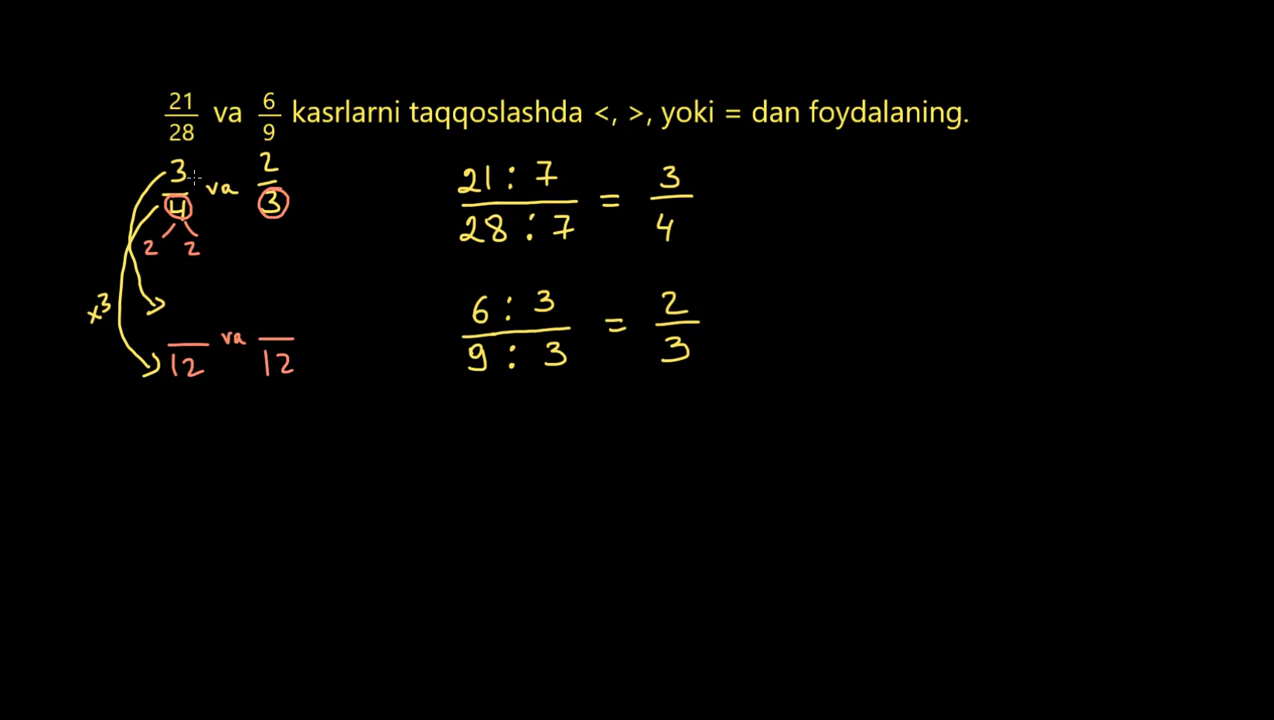 21/28 va 6/9 kasrlarni taqqoslashda <, >, yoki = dan foydalaning.
3/4 va 2/3
2 2
x3
/12 va /12
21 : 7 / 28 : 7 = 3/4
6 : 3 / 9 : 3 = 2/3